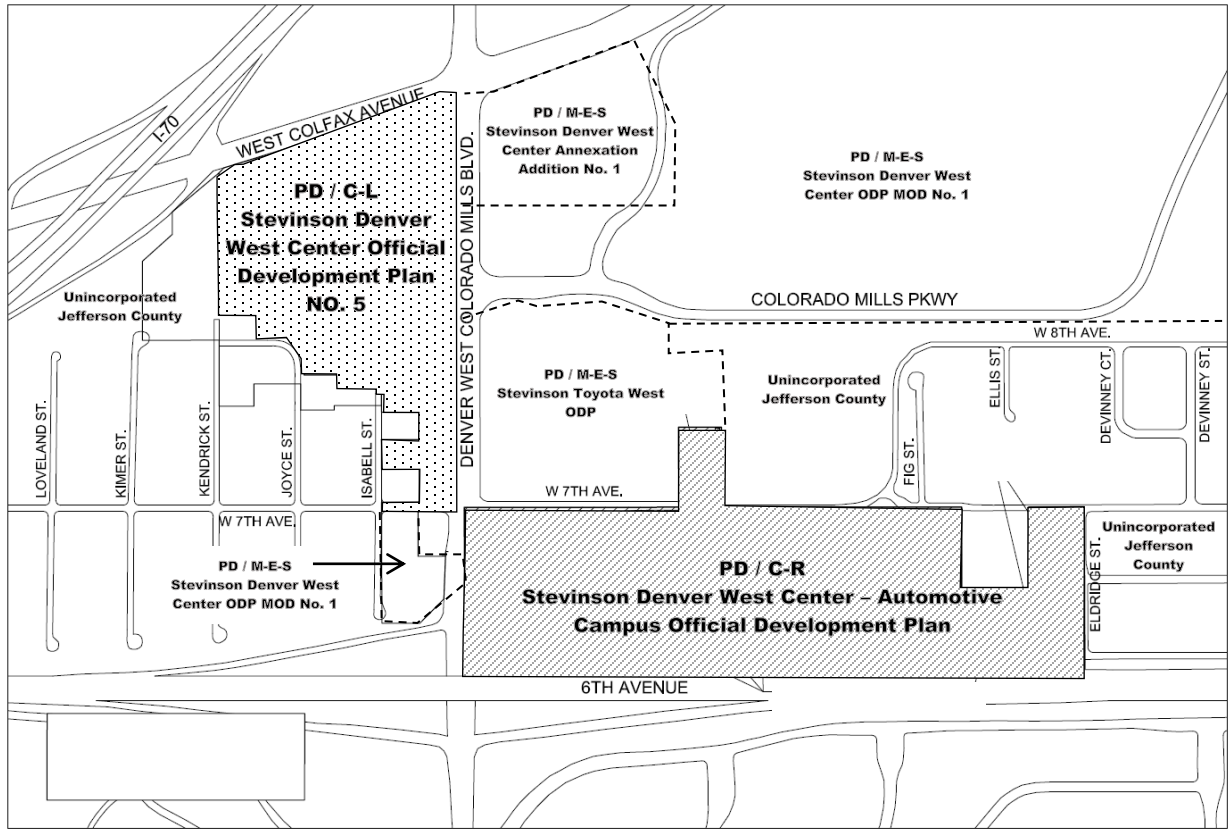 I-70
WEST COLFAX AVENUE
PD / M-E-S
Stevinson Denver West
Center Annexation
Addition No. 1
PD / M-E-S
Stevinson Denver West
Center ODP MOD No. 1
PD / C-L
Stevinson Denver
West Center Official
Development Plan
NO. 5
DENVER WEST COLORADO MILLS BLVD.
Unincorporated
Jefferson County
COLORADO MILLS PKWY
W 8TH AVE.
PD / M-E-S
Stevinson Toyota West
ODP
Unincorporated
Jefferson County
ELLIS ST.
DEVINNEY CT.
DEVINNEY ST.
LOVELAND ST.
KIMER ST.
KENDRICK ST.
JOYCE ST.
ISABELL ST.
FIG ST.
W 7TH AVE.
W 7TH AVE.
PD / M-E-S
Stevinson Denver West
Center ODP MOD No. 1
PD / C-R
Stevinson Denver West Center – Automotive
Campus Official Development Plan
ELDRIDGE ST.
Unincorporated
Jefferson
County
6TH AVENUE